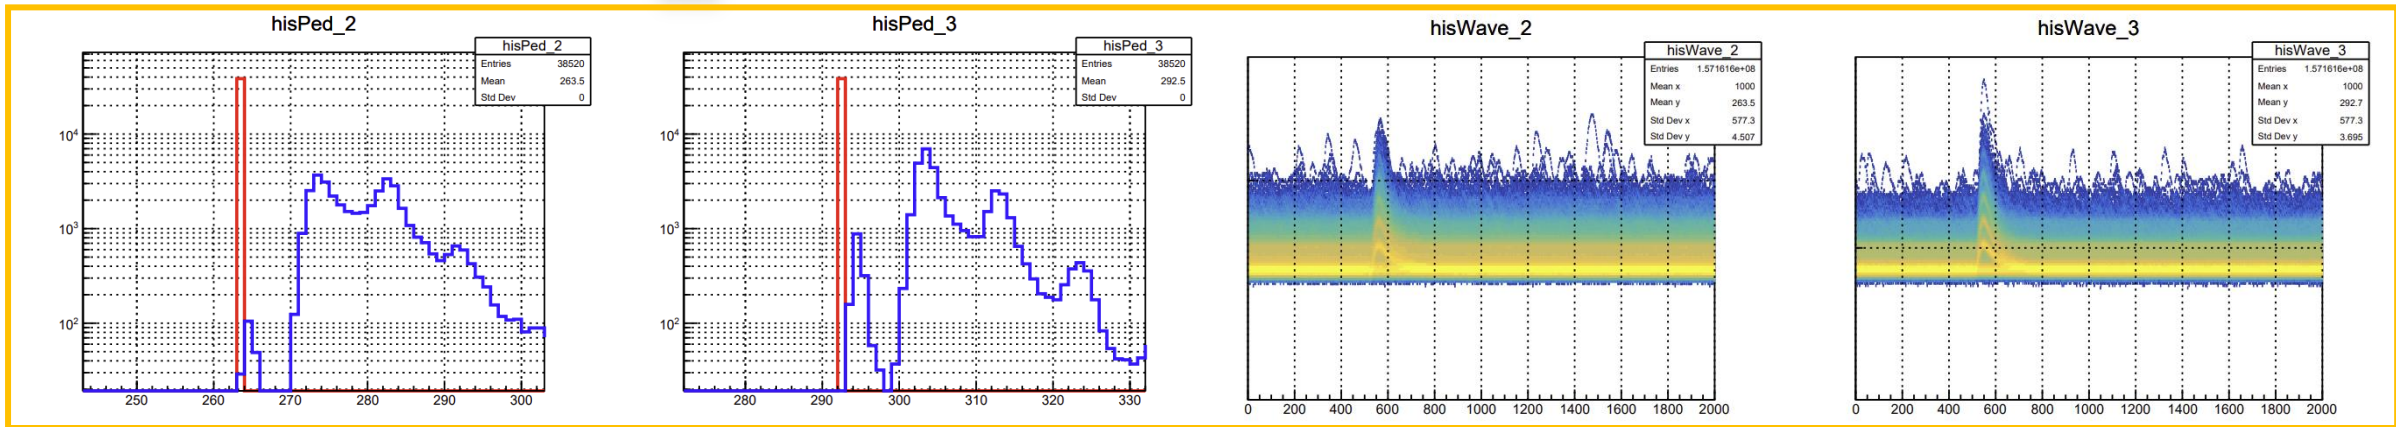 hisPed_2
hisPed_2
Entries 38520
Mean 263.5
Std Dev 0
10⁴
10³
10²
250 260 270 280 290 300
hisPed_3
hisPed_3
Entries 38520
Mean 292.5
Std Dev 0
10⁴
10³
10²
280 290 300 310 320 330
hisWave_2
hisWave_2
Entries 1.571616e+08
Mean x 1000
Mean y 263.5
Std Dev x 577.3
Std Dev y 4.507
0 200 400 600 800 1000 1200 1400 1600 1800 2000
hisWave_3
hisWave_3
Entries 1.571616e+08
Mean x 1000
Mean y 292.7
Std Dev x 577.3
Std Dev y 3.695
0 200 400 600 800 1000 1200 1400 1600 1800 2000